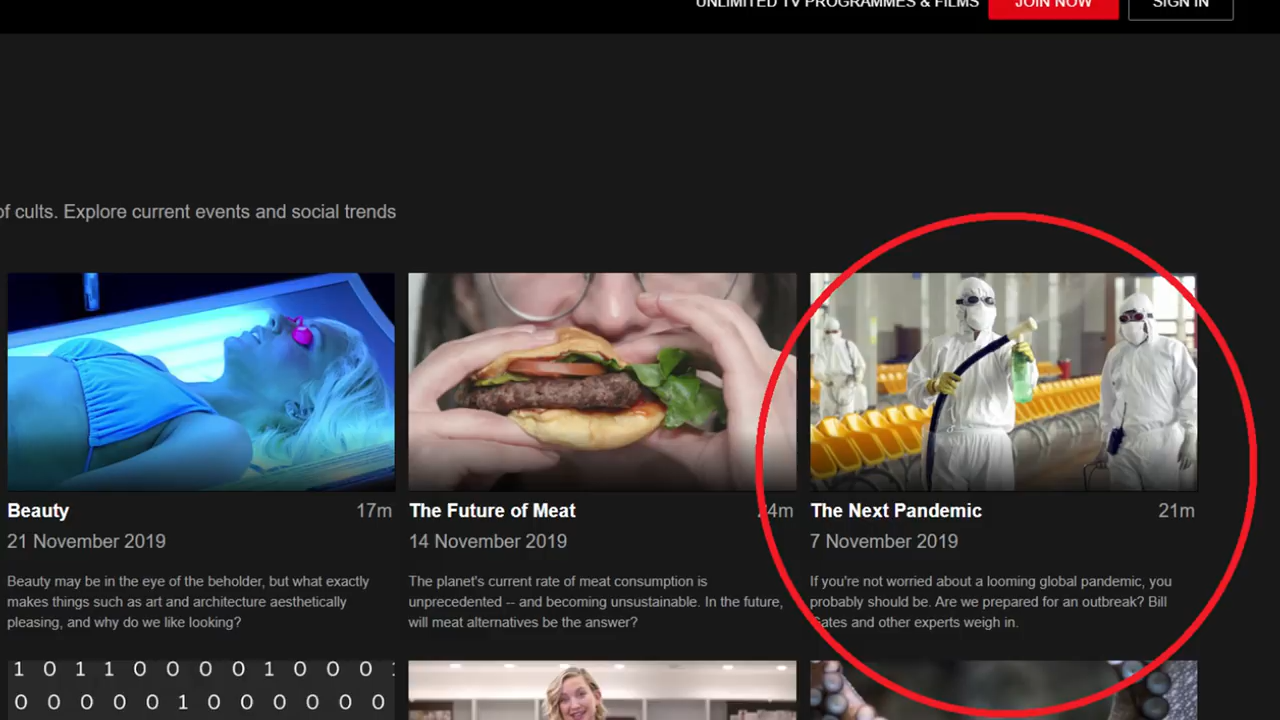 UNLIMITED TV PROGRAMMES & FILMS JOIN NOW SIGN IN
of cults. Explore current events and social trends
Beauty 17m
21 November 2019
Beauty may be in the eye of the beholder, but what exactly
makes things such as art and architecture aesthetically
pleasing, and why do we like looking?
The Future of Meat 24m
14 November 2019
The planet's current rate of meat consumption is
unprecedented -- and becoming unsustainable. In the future,
will meat alternatives be the answer?
The Next Pandemic 21m
7 November 2019
If you're not worried about a looming global pandemic, you
probably should be. Are we prepared for an outbreak? Bill
Gates and other experts weigh in.
1 0 1 1 0 0 0 0 1 0 0 0 1
0 0 0 0 0 1 0 0 0 0 0 0